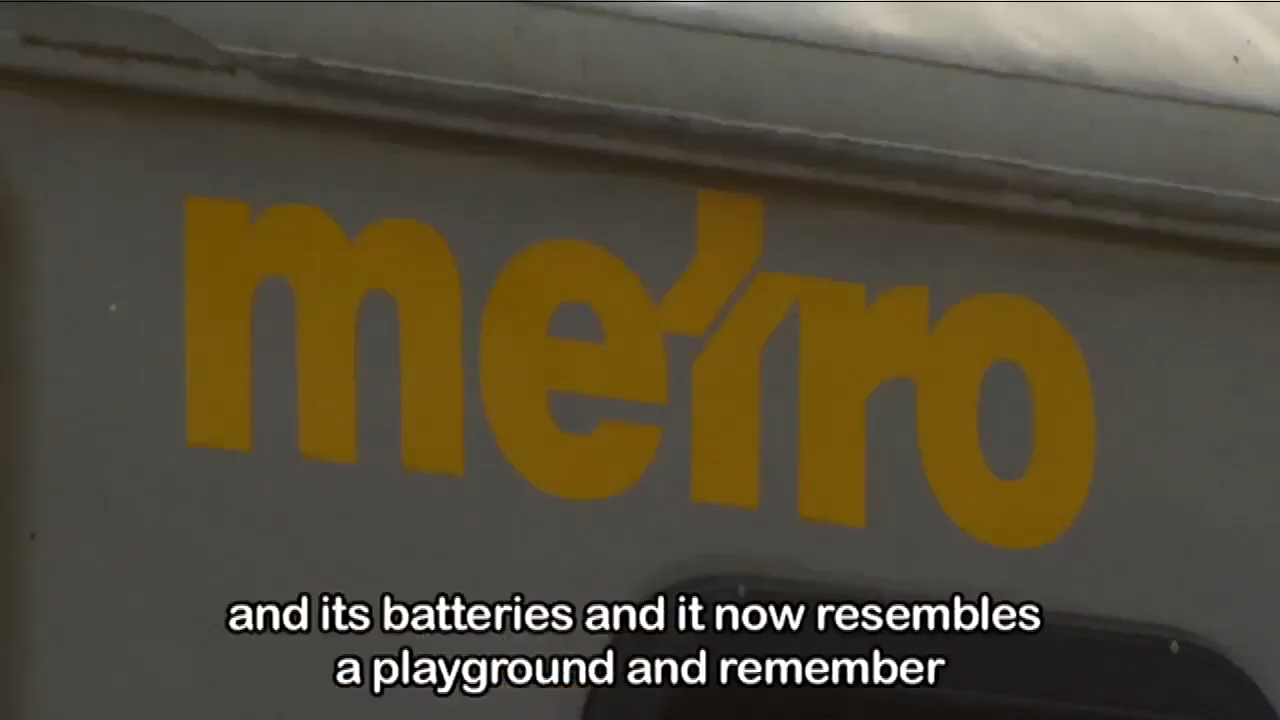 metro
and its batteries and it now resembles
a playground and remember